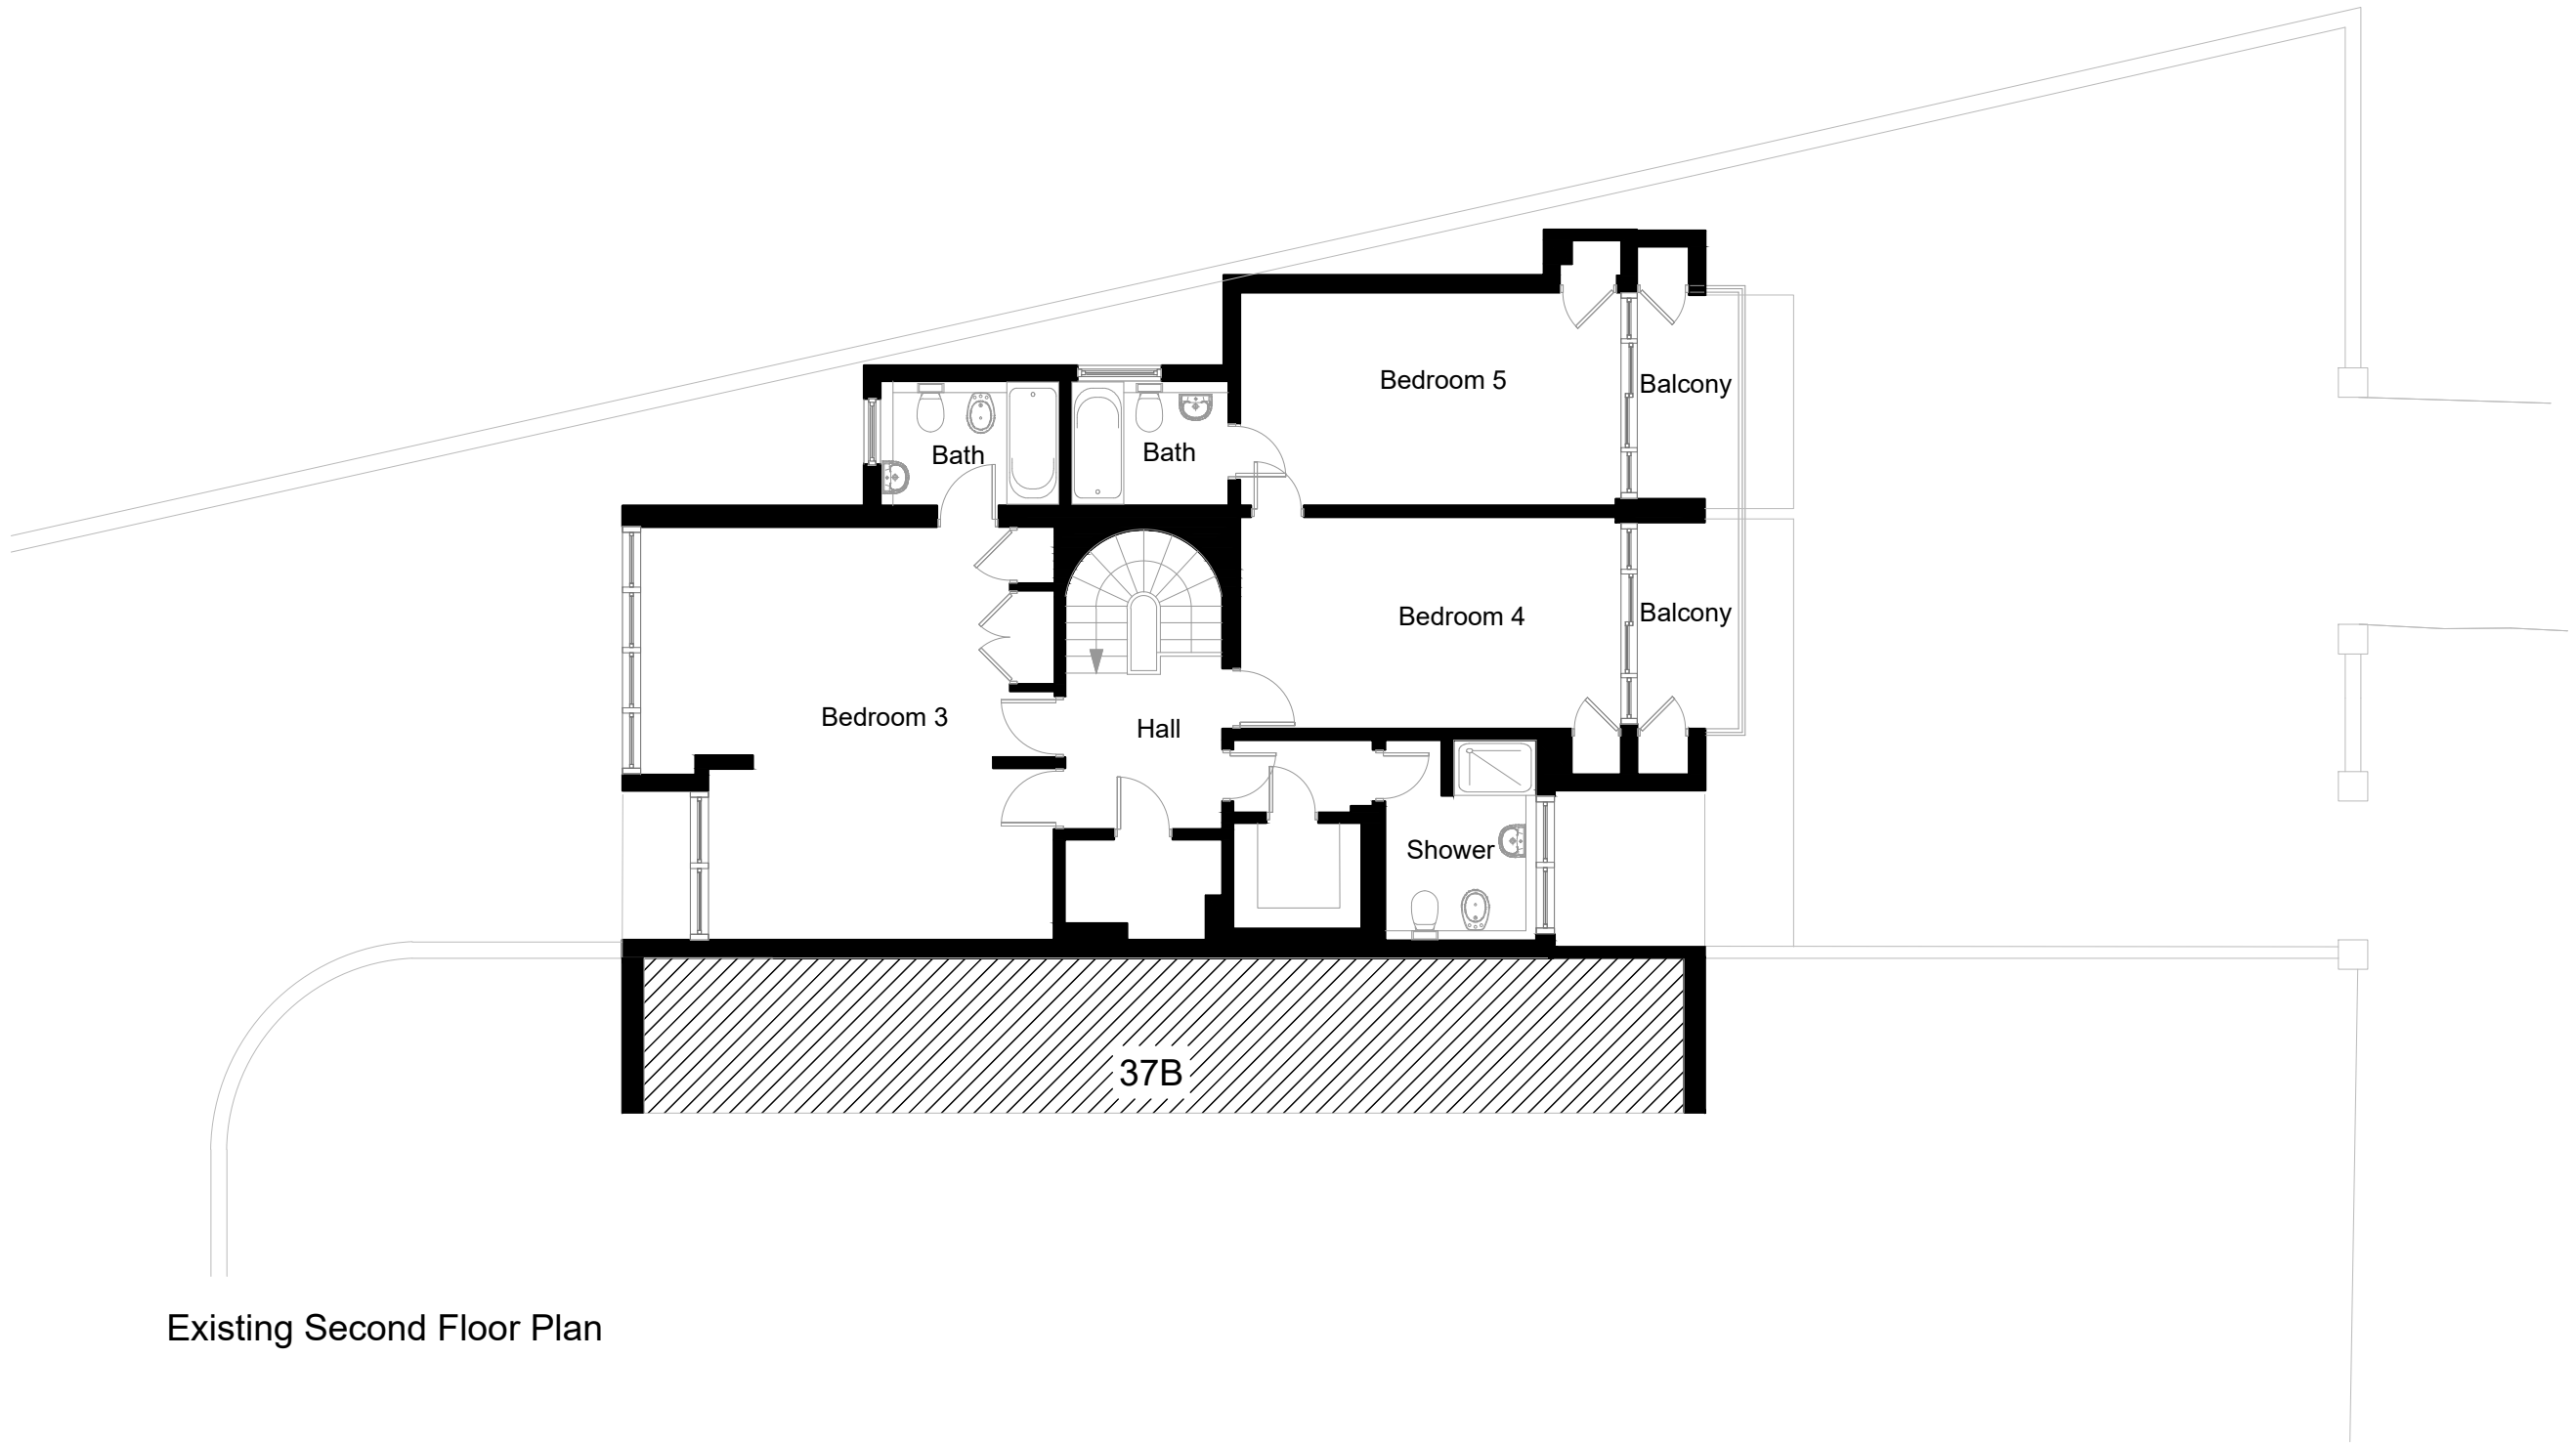 Bedroom 5
Balcony
Bath
Bath
Bedroom 4
Balcony
Bedroom 3
Hall
Shower
37B
Existing Second Floor Plan